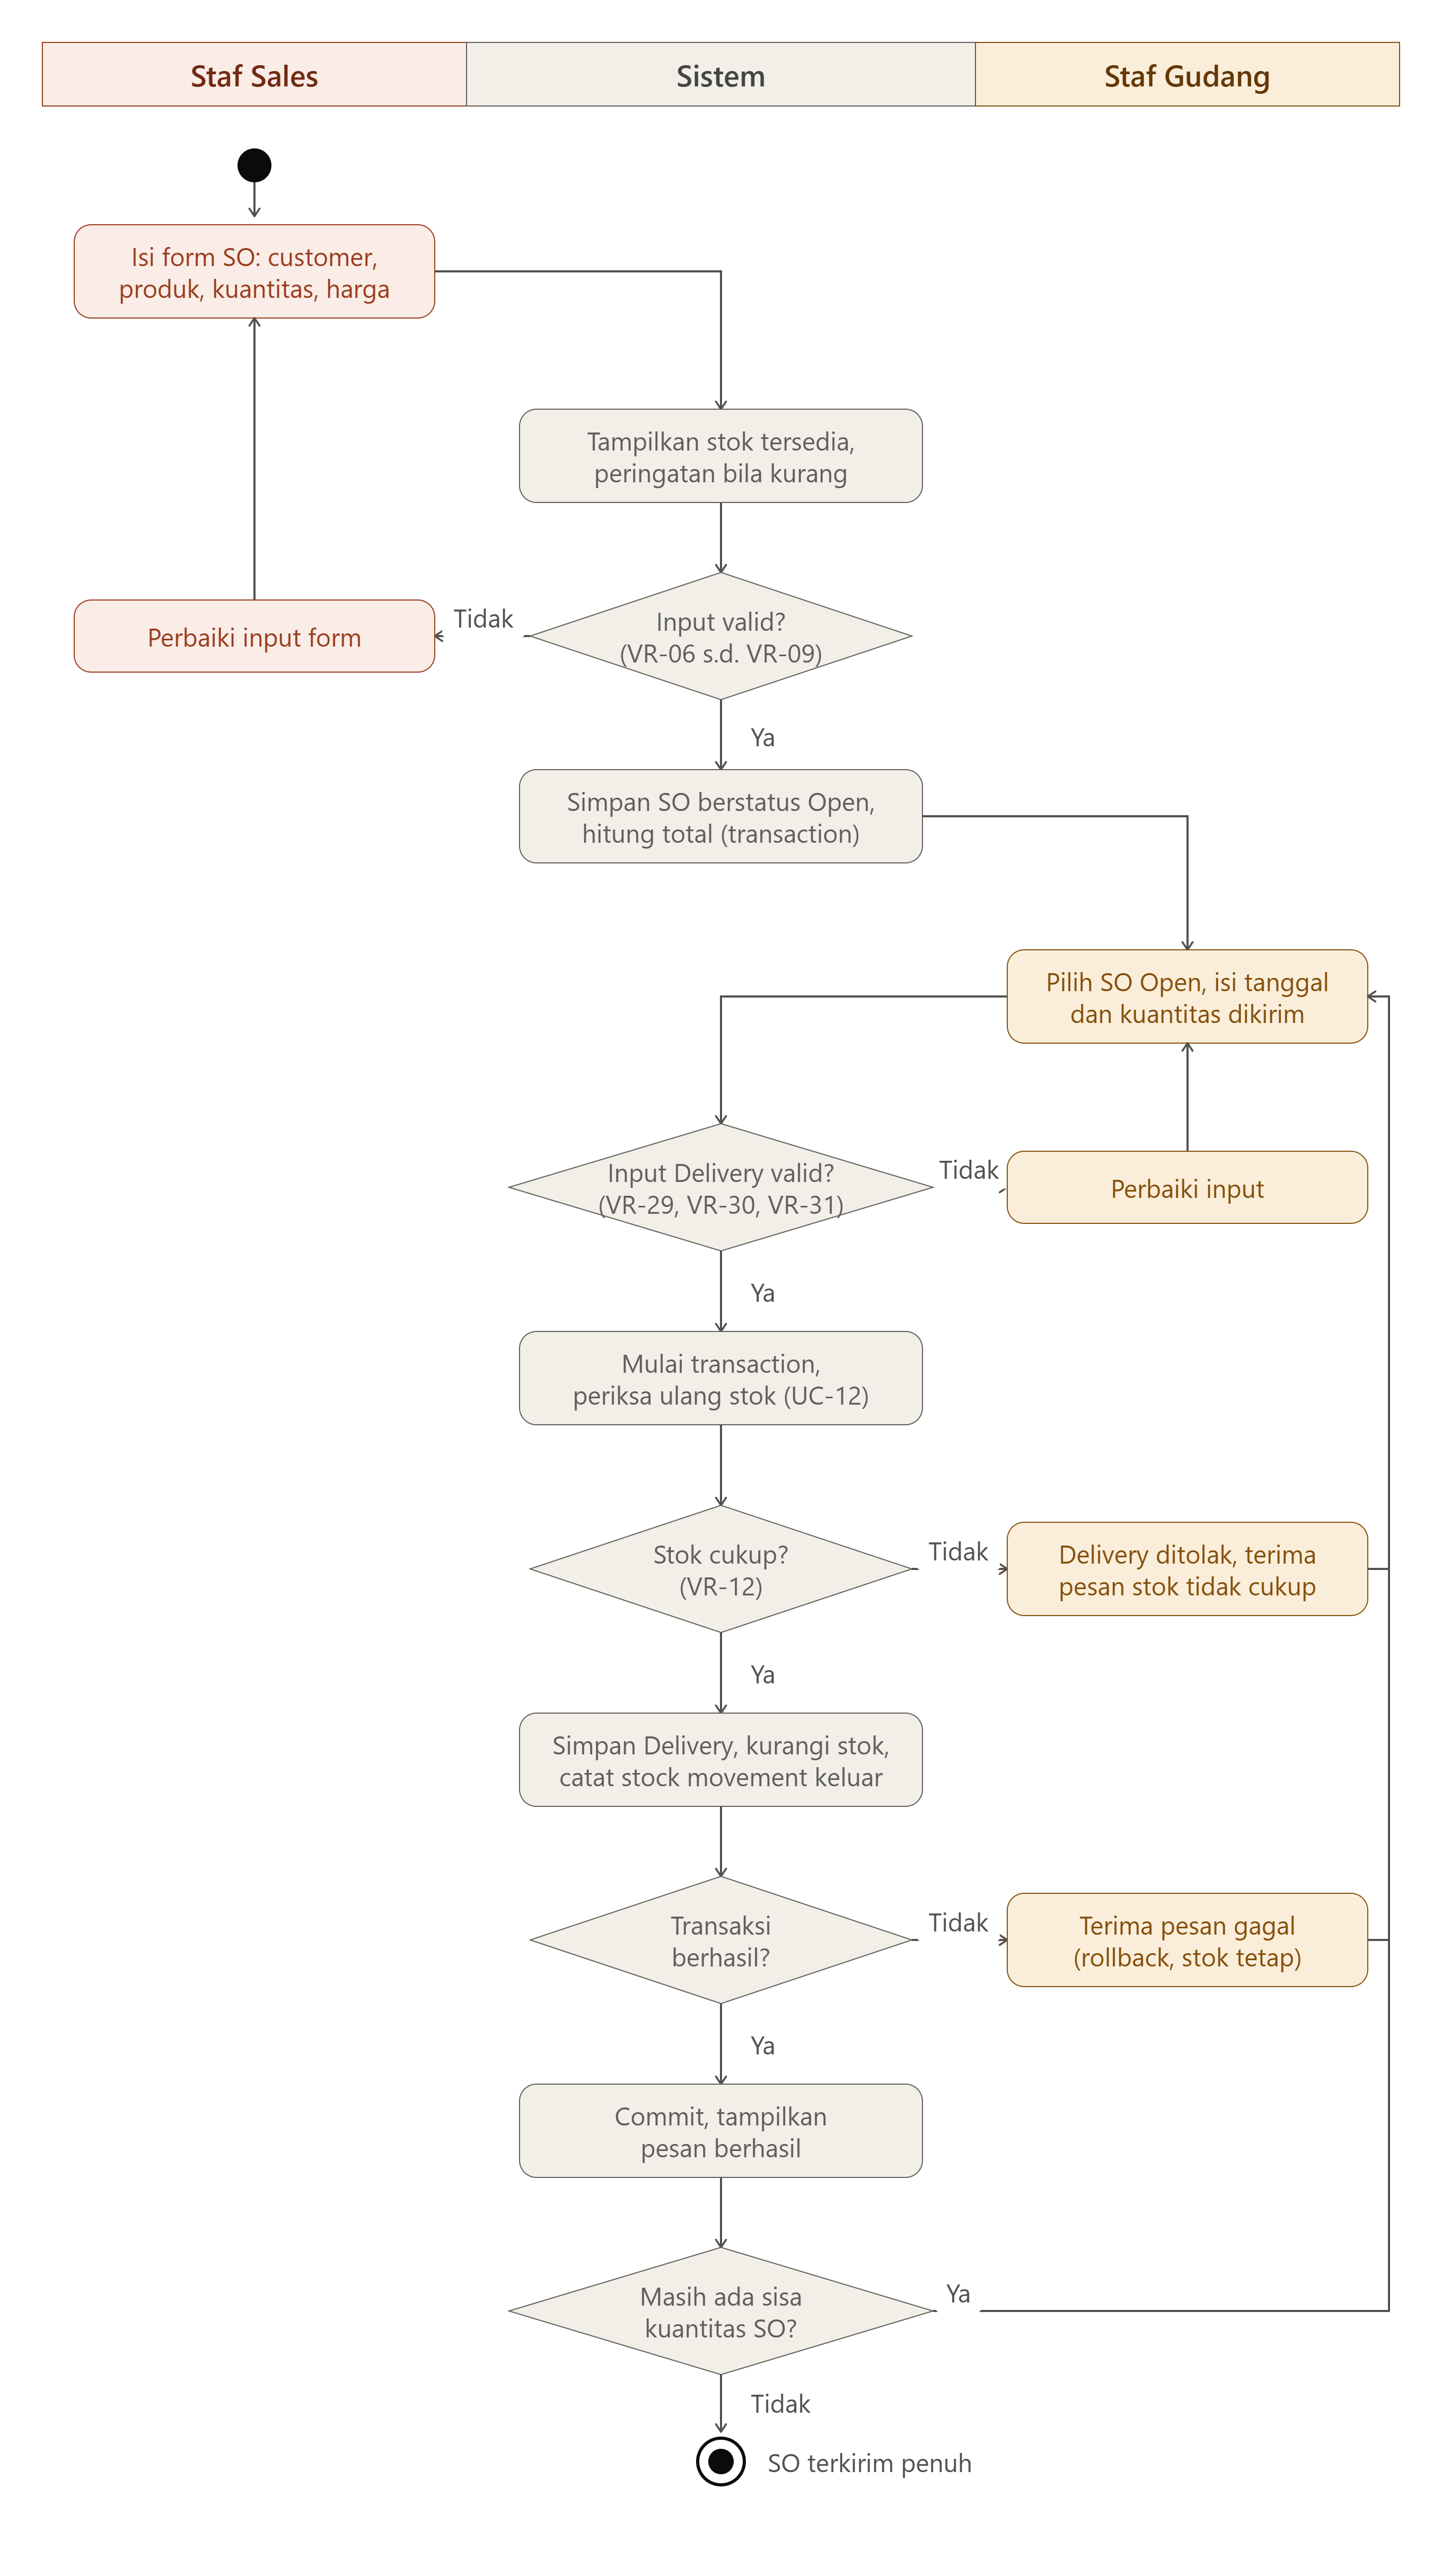 Staf Sales
Sistem
Staf Gudang
Isi form SO: customer,
produk, kuantitas, harga
Tampilkan stok tersedia,
peringatan bila kurang
Perbaiki input form
Tidak
Input valid?
(VR-06 s.d. VR-09)
Ya
Simpan SO berstatus Open,
hitung total (transaction)
Pilih SO Open, isi tanggal
dan kuantitas dikirim
Input Delivery valid?
(VR-29, VR-30, VR-31)
Tidak
Perbaiki input
Ya
Mulai transaction,
periksa ulang stok (UC-12)
Stok cukup?
(VR-12)
Tidak
Delivery ditolak, terima
pesan stok tidak cukup
Ya
Simpan Delivery, kurangi stok,
catat stock movement keluar
Transaksi
berhasil?
Tidak
Terima pesan gagal
(rollback, stok tetap)
Ya
Commit, tampilkan
pesan berhasil
Masih ada sisa
kuantitas SO?
Ya
Tidak
SO terkirim penuh